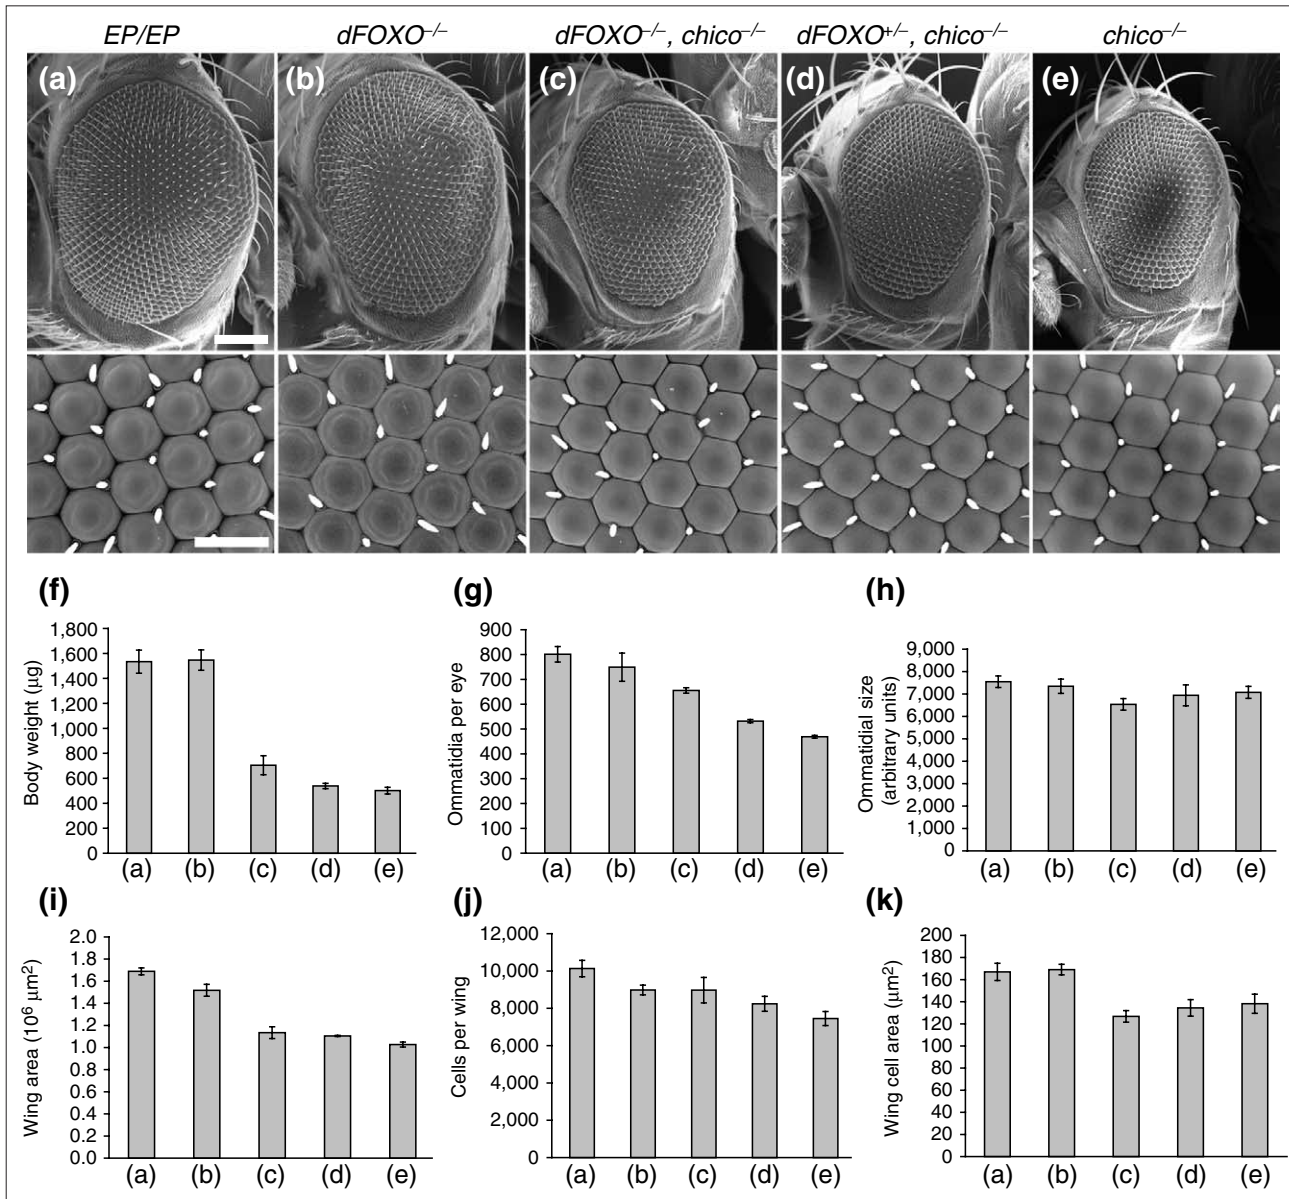 EP/EP dFOXO–/– dFOXO–/–, chico–/– dFOXO+/–, chico–/– chico–/–
(a) (b) (c) (d) (e)
(f)
Body weight (µg)
1,800
1,600
1,400
1,200
1,000
800
600
400
200
0
(a) (b) (c) (d) (e)
(g)
Ommatidia per eye
900
800
700
600
500
400
300
200
100
0
(a) (b) (c) (d) (e)
(h)
Ommatidial size
(arbitrary units)
9,000
8,000
7,000
6,000
5,000
4,000
3,000
2,000
1,000
0
(a) (b) (c) (d) (e)
(i)
Wing area (10⁶ µm²)
2.0
1.8
1.6
1.4
1.2
1.0
0.8
0.6
0.4
0.2
0.0
(a) (b) (c) (d) (e)
(j)
Cells per wing
12,000
10,000
8,000
6,000
4,000
2,000
0
(a) (b) (c) (d) (e)
(k)
Wing cell area (µm²)
200
180
160
140
120
100
80
60
40
20
0
(a) (b) (c) (d) (e)